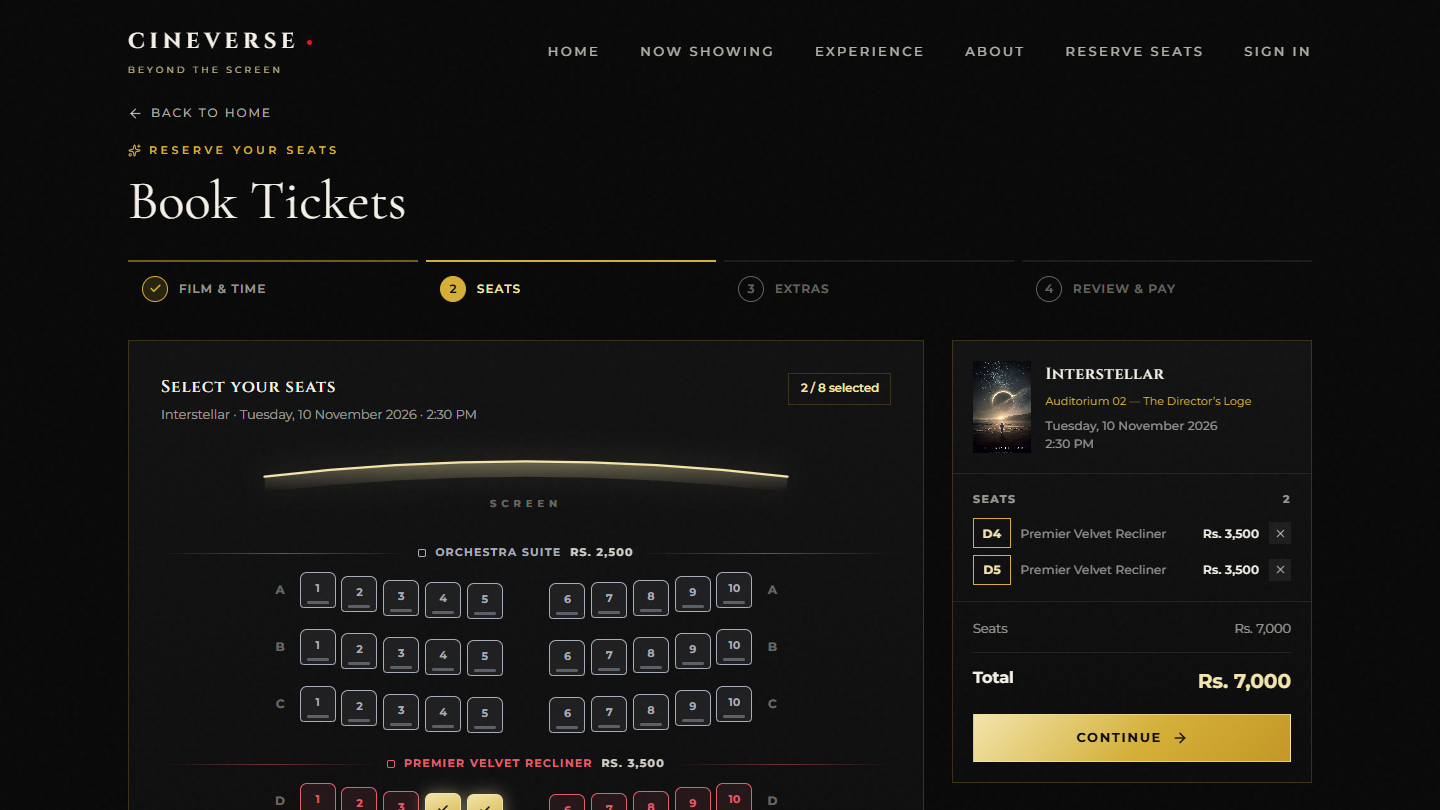 CINEVERSE
BEYOND THE SCREEN
HOME NOW SHOWING EXPERIENCE ABOUT RESERVE SEATS SIGN IN
BACK TO HOME
RESERVE YOUR SEATS
Book Tickets
FILM & TIME 2 SEATS 3 EXTRAS 4 REVIEW & PAY
SELECT YOUR SEATS
2 / 8 selected
Interstellar · Tuesday, 10 November 2026 · 2:30 PM
SCREEN
ORCHESTRA SUITE RS. 2,500
A 1 2 3 4 5 6 7 8 9 10 A
B 1 2 3 4 5 6 7 8 9 10 B
C 1 2 3 4 5 6 7 8 9 10 C
PREMIER VELVET RECLINER RS. 3,500
D 1 2 3 6 7 8 9 10 D
INTERSTELLAR
Auditorium 02 — The Director's Loge
Tuesday, 10 November 2026
2:30 PM
SEATS 2
D4 Premier Velvet Recliner Rs. 3,500
D5 Premier Velvet Recliner Rs. 3,500
Seats Rs. 7,000
Total Rs. 7,000
CONTINUE